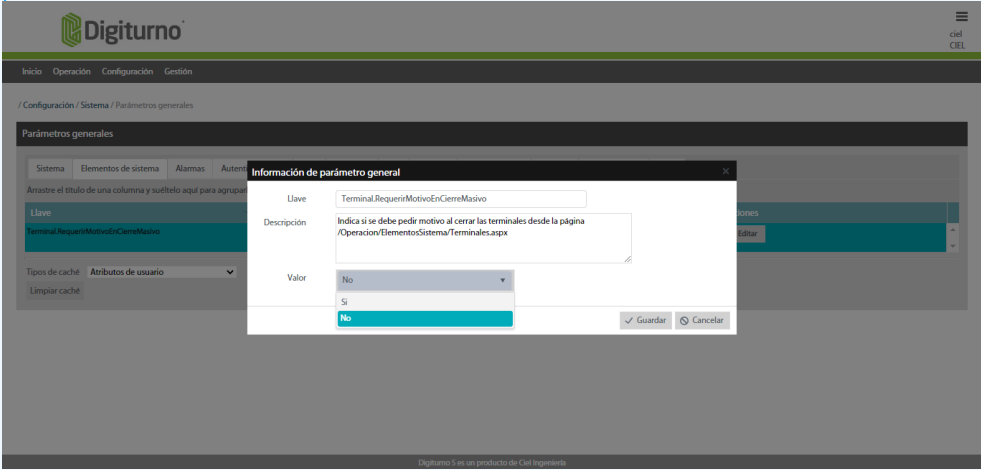 Digiturno
ciel
CIEL
Inicio Operación Configuración Gestión
/ Configuración / Sistema / Parámetros generales
Parámetros generales
Sistema Elementos de sistema Alarmas Autenti
Arrastre el título de una columna y suéltelo aquí para agrupar
Llave
iones
Terminal.RequerirMotivoEnCierreMasivo
Editar
Tipos de caché Atributos de usuario
Limpiar caché
Información de parámetro general
Llave Terminal.RequerirMotivoEnCierreMasivo
Descripción Indica si se debe pedir motivo al cerrar las terminales desde la página
/Operacion/ElementosSistema/Terminales.aspx
Valor No
Si
No
Guardar Cancelar
Digiturno 5 es un producto de Ciel Ingeniería